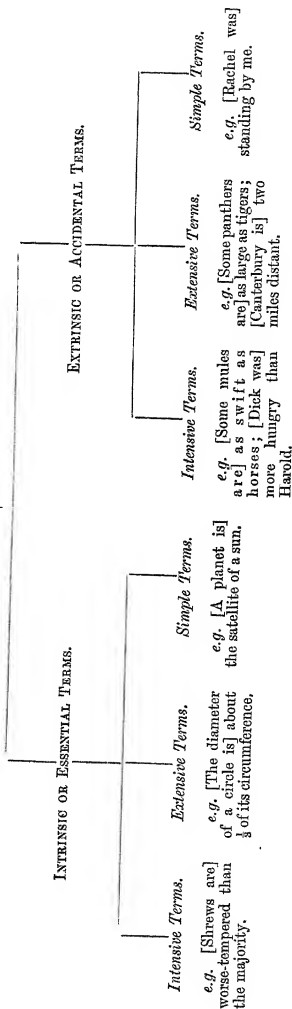 INTRINSIC OR ESSENTIAL TERMS.
Intensive Terms.
e.g. [Shrews are]
worse-tempered than
the majority.
Extensive Terms.
e.g. [The diameter
of a circle is] about
⅓ of its circumference.
Simple Terms.
e.g. [A planet is]
the satellite of a sun.
EXTRINSIC OR ACCIDENTAL TERMS.
Intensive Terms.
e.g. [Some mules
are] as swift as
horses; [Dick was]
more hungry than
Harold.
Extensive Terms.
e.g. [Some panthers
are] as large as tigers;
[Canterbury is] two
miles distant.
Simple Terms.
e.g. [Rachel was]
standing by me.